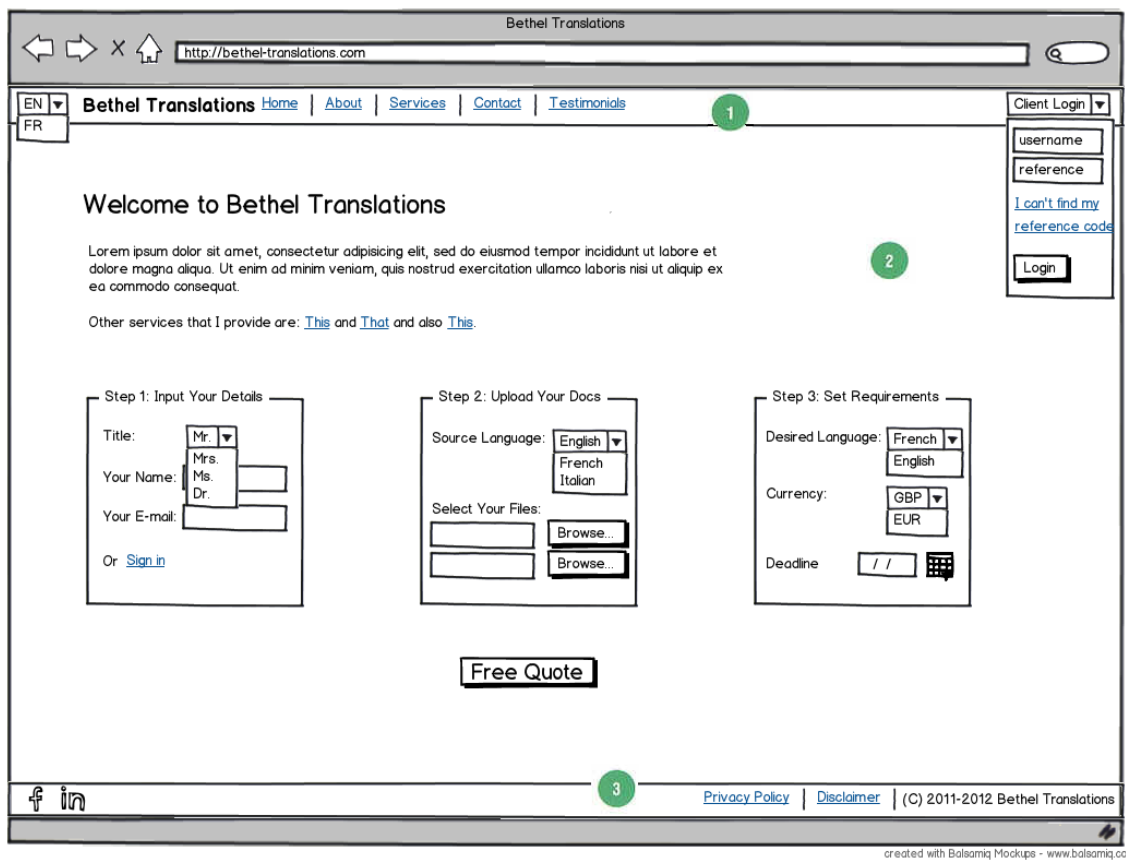 Bethel Translations
http://bethel-translations.com
EN
FR
Bethel Translations Home About Services Contact Testimonials
1
Client Login
username
reference
I can't find my
reference code
Login
Welcome to Bethel Translations
Lorem ipsum dolor sit amet, consectetur adipisicing elit, sed do eiusmod tempor incididunt ut labore et
dolore magna aliqua. Ut enim ad minim veniam, quis nostrud exercitation ullamco laboris nisi ut aliquip ex
ea commodo consequat.
2
Other services that I provide are: This and That and also This.
Step 1: Input Your Details
Title: Mr.
Mrs.
Ms.
Dr.
Your Name:
Your E-mail:
Or Sign in
Step 2: Upload Your Docs
Source Language: English
French
Italian
Select Your Files:
Browse...
Browse...
Step 3: Set Requirements
Desired Language: French
English
Currency: GBP
EUR
Deadline / /
Free Quote
3
f in
Privacy Policy Disclaimer (C) 2011-2012 Bethel Translations
created with Balsamiq Mockups - www.balsamiq.co